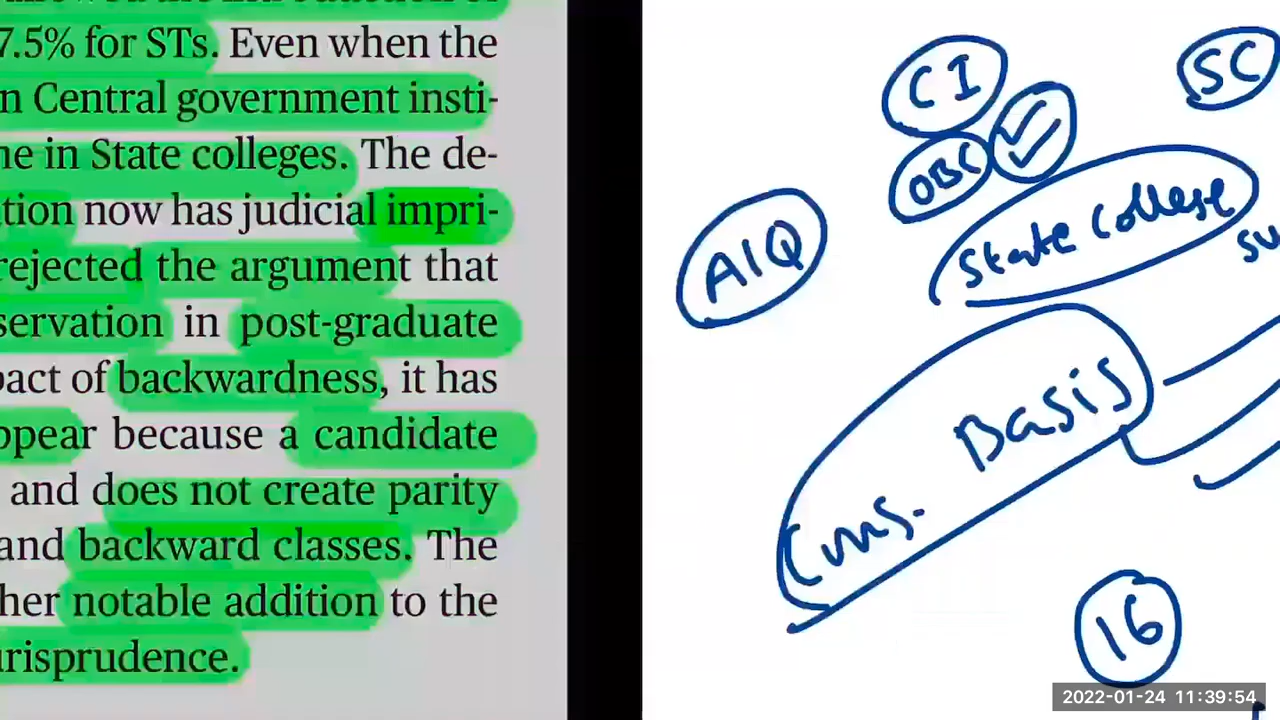 7.5% for STs. Even when the
n Central government insti-
ne in State colleges. The de-
tion now has judicial impri-
rejected the argument that
servation in post-graduate
pact of backwardness, it has
ppear because a candidate
and does not create parity
and backward classes. The
her notable addition to the
urisprudence.
CI
SC
OBC
State College
AIQ
su
Basis
Cons.
16
2022-01-24 11:39:54